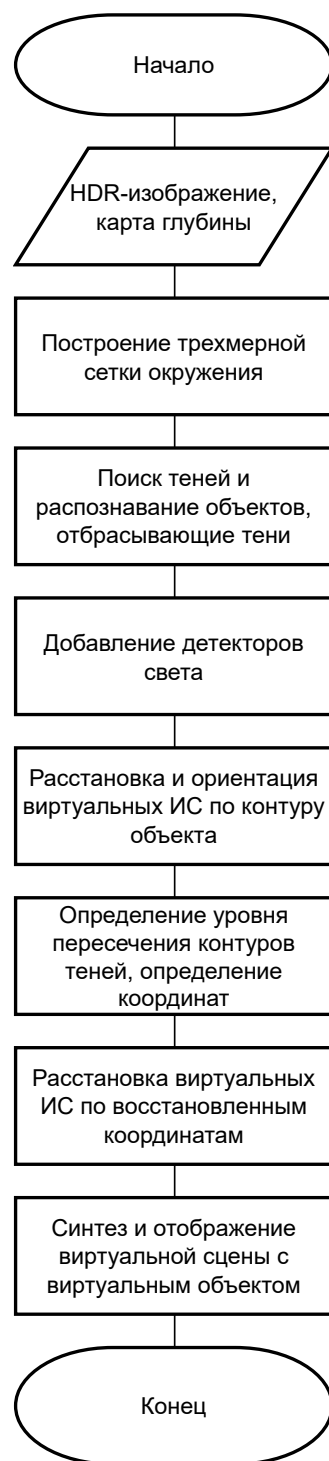 Начало
HDR-изображение,
карта глубины
Построение трехмерной
сетки окружения
Поиск теней и
распознавание объектов,
отбрасывающие тени
Добавление детекторов
света
Расстановка и ориентация
виртуальных ИС по контуру
объекта
Определение уровня
пересечения контуров
теней, определение
координат
Расстановка виртуальных
ИС по восстановленным
координатам
Синтез и отображение
виртуальной сцены с
виртуальным объектом
Конец